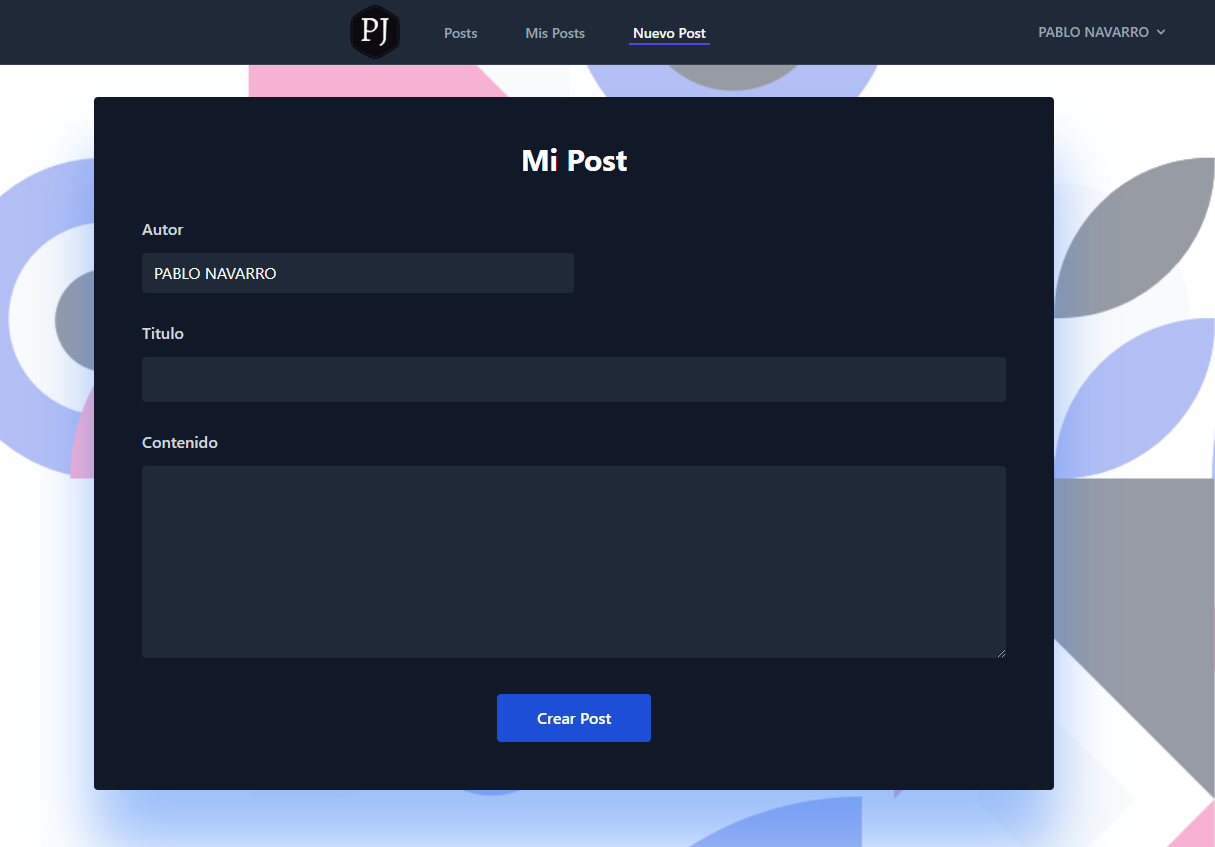 PJ
Posts
Mis Posts
Nuevo Post
PABLO NAVARRO
Mi Post
Autor
PABLO NAVARRO
Titulo
Contenido
Crear Post